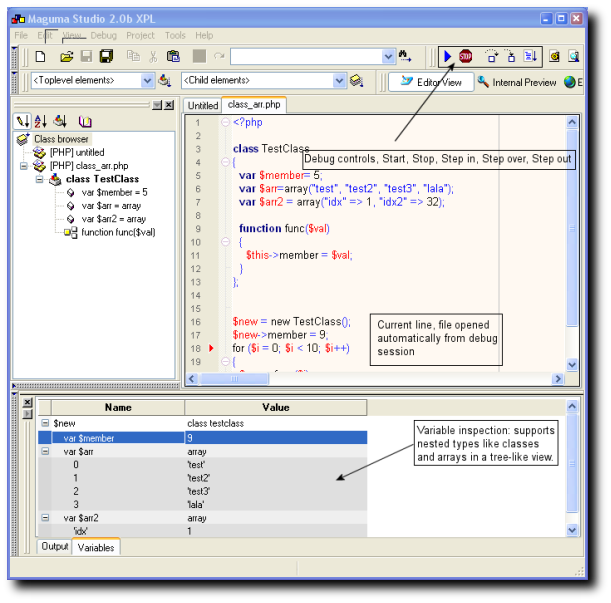 Maguma Studio 2.0b XPL
File Edit View Debug Project Tools Help
STOP
<Toplevel elements> <Child elements> Editor View Internal Preview E
Untitled class_arr.php
Class browser
[PHP] untitled
[PHP] class_arr.php
class TestClass
var $member = 5
var $arr = array
var $arr2 = array
function func($val)
1 <?php
2
3 class TestClass
Debug controls, Start, Stop, Step in, Step over, Step out
4 {
5 var $member= 5;
6 var $arr=array("test", "test2", "test3", "lala");
7 var $arr2 = array("idx" => 1, "idx2" => 32);
8
9 function func($val)
10 {
11 $this->member = $val;
12 }
13 };
14
15
16 $new = new TestClass();
17 $new->member = 9;
18 for ($i = 0; $i < 10; $i++)
19 {
Current line, file opened
automatically from debug
session
Name Value
$new class testclass
var $member 9
var $arr array
0 'test'
1 'test2'
2 'test3'
3 'lala'
var $arr2 array
'idx' 1
Variable inspection: supports
nested types like classes
and arrays in a tree-like view.
Output Variables